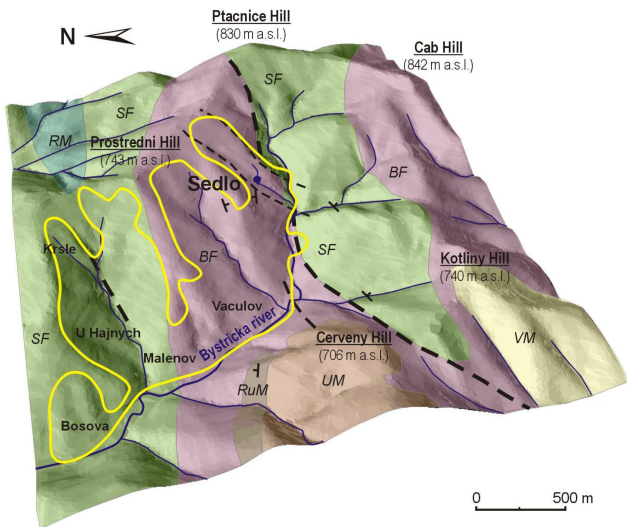 Ptacnice Hill
(830 m a.s.l.)
N
Cab Hill
(842 m a.s.l.)
SF
SF
RM
Prostredni Hill
(743 m a.s.l.)
BF
Sedlo
Krsle
BF
SF
Kotliny Hill
(740 m a.s.l.)
SF
U Hajnych
Vaculov
Bystricka river
Malenov
Cerveny Hill
(706 m a.s.l.)
VM
RuM
UM
Bosova
0 500 m